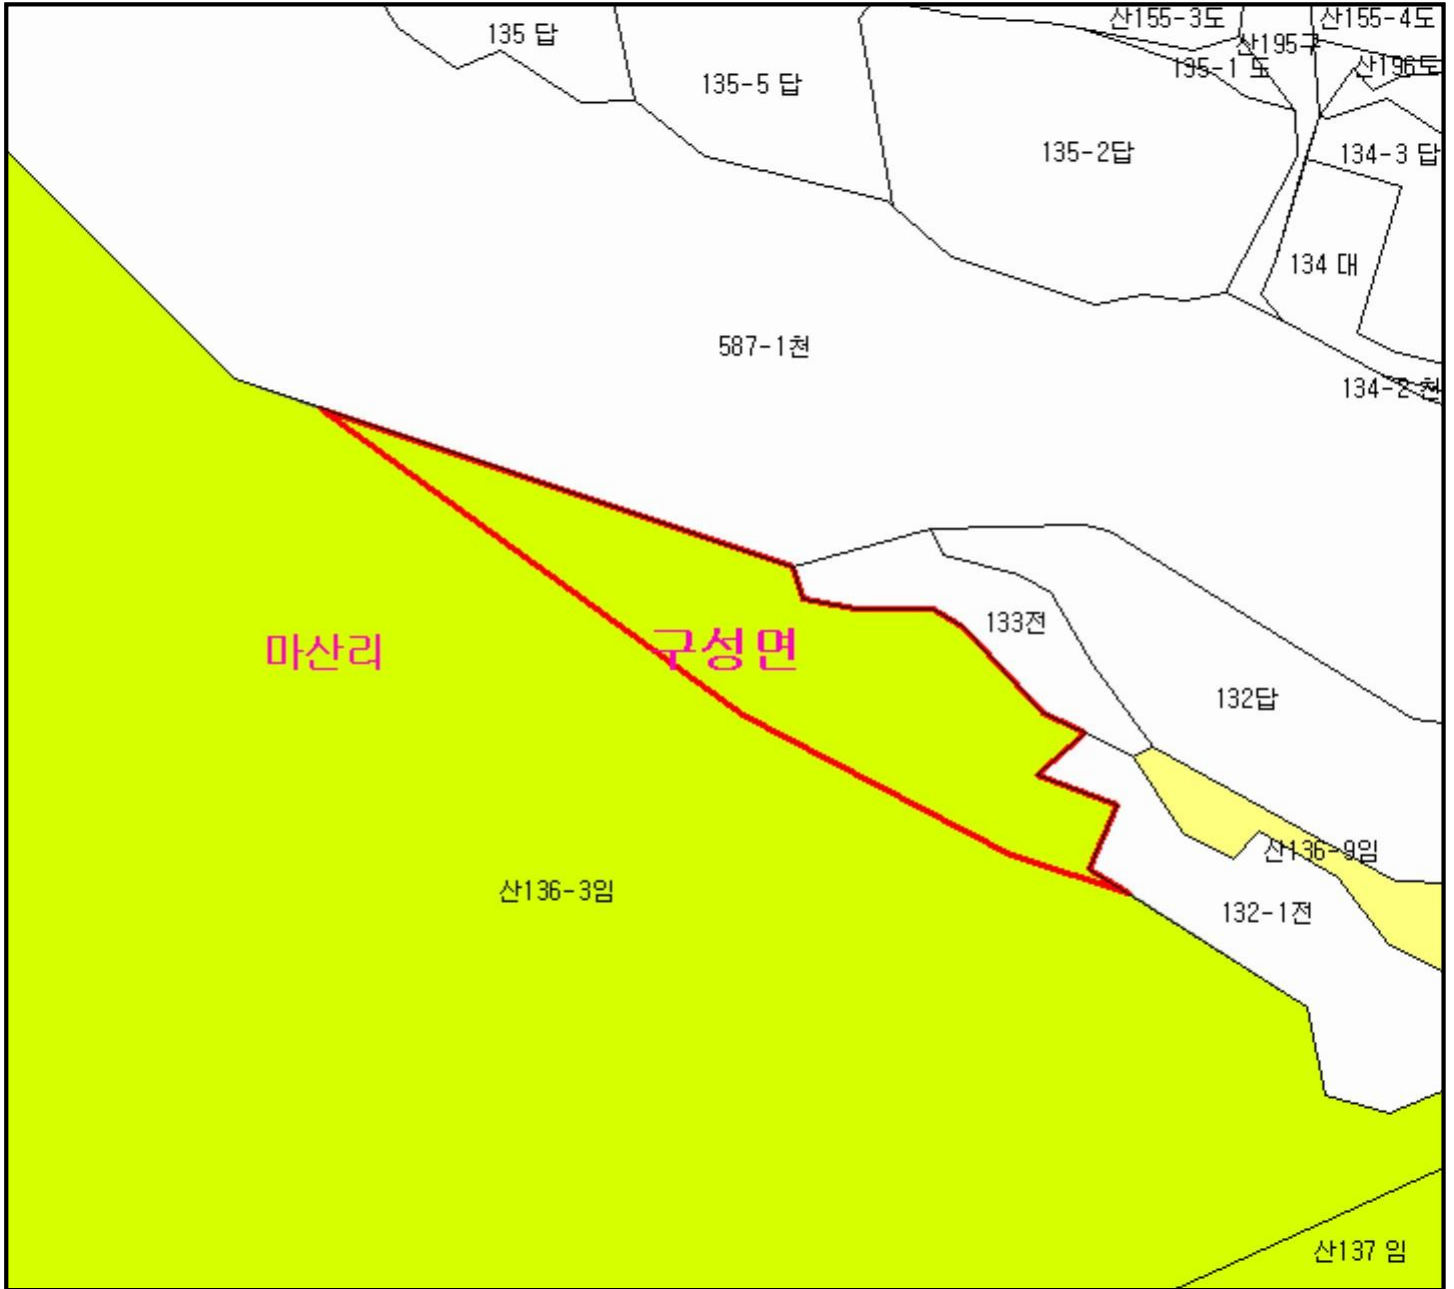 산155-3도
산155-4도
135 답
산195구
135-1 도
산196도
135-5 답
135-2답
134-3 답
134 대
587-1천
134-2 천
133전
마산리
구성면
132답
산136-9임
산136-3임
132-1전
산137 임